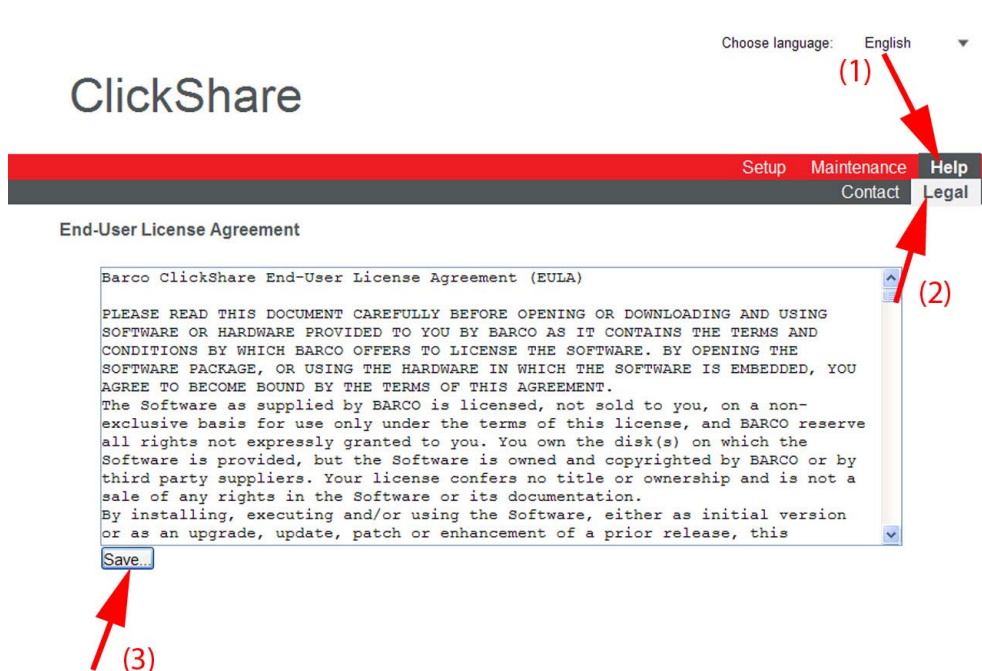 Choose language: English
(1)
ClickShare
Setup Maintenance Help
Contact Legal
End-User License Agreement
(2)
Barco ClickShare End-User License Agreement (EULA)
PLEASE READ THIS DOCUMENT CAREFULLY BEFORE OPENING OR DOWNLOADING AND USING
SOFTWARE OR HARDWARE PROVIDED TO YOU BY BARCO AS IT CONTAINS THE TERMS AND
CONDITIONS BY WHICH BARCO OFFERS TO LICENSE THE SOFTWARE. BY OPENING THE
SOFTWARE PACKAGE, OR USING THE HARDWARE IN WHICH THE SOFTWARE IS EMBEDDED, YOU
AGREE TO BECOME BOUND BY THE TERMS OF THIS AGREEMENT.
The Software as supplied by BARCO is licensed, not sold to you, on a non-
exclusive basis for use only under the terms of this license, and BARCO reserve
all rights not expressly granted to you. You own the disk(s) on which the
Software is provided, but the Software is owned and copyrighted by BARCO or by
third party suppliers. Your license confers no title or ownership and is not a
sale of any rights in the Software or its documentation.
By installing, executing and/or using the Software, either as initial version
or as an upgrade, update, patch or enhancement of a prior release, this
Save...
(3)